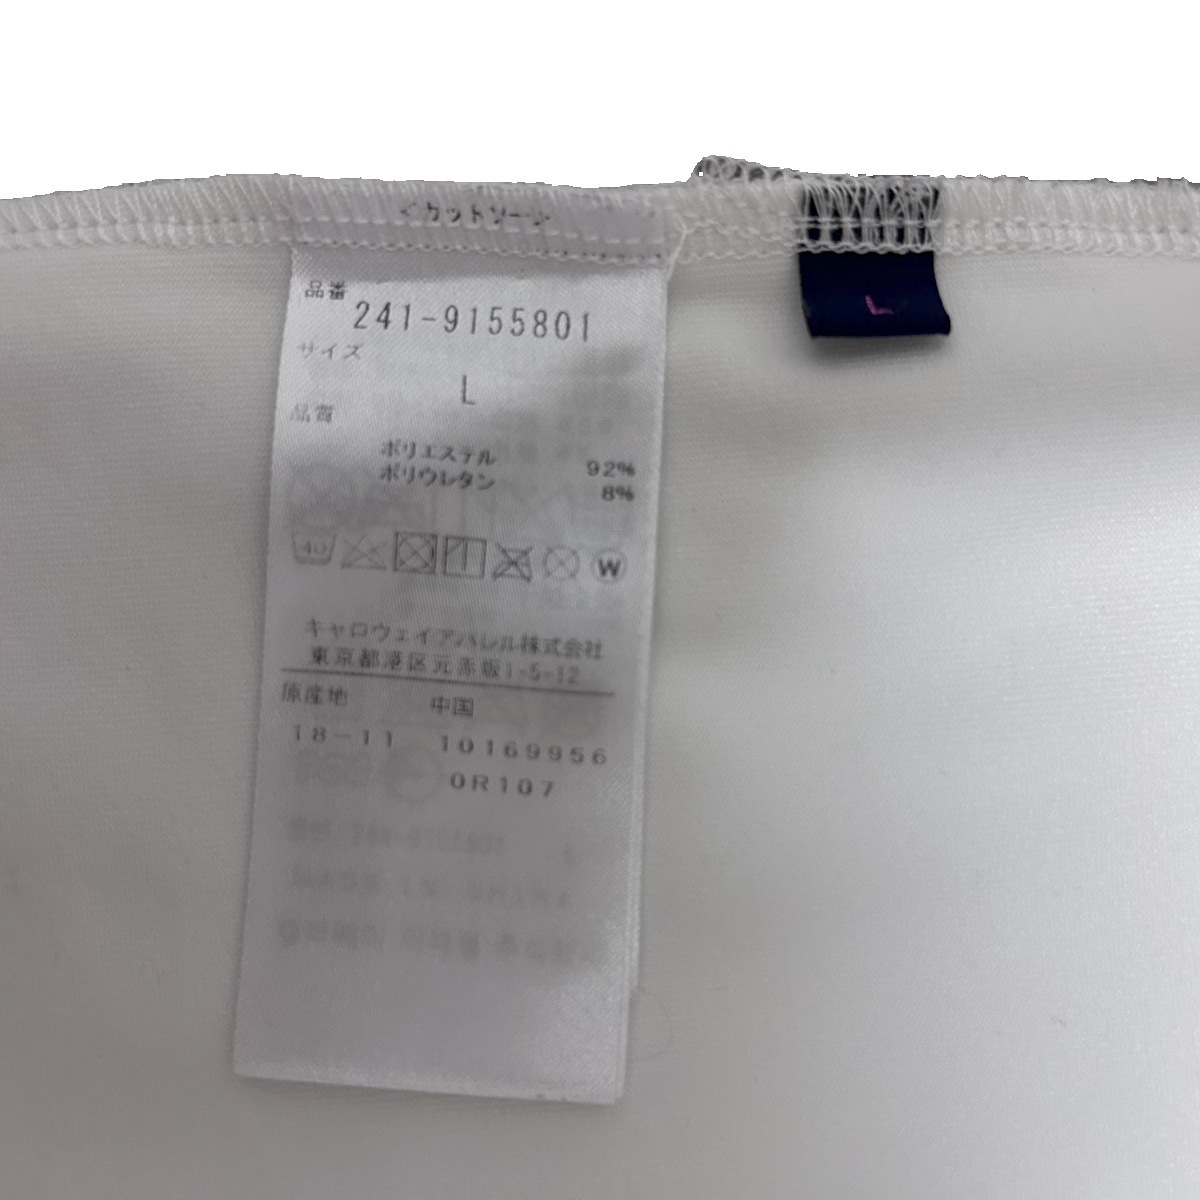 <カットソー>
品番
241-9155801
サイズ
L
品質
ポリエステル 92%
ポリウレタン 8%
40 W
キャロウェイアパレル株式会社
東京都港区元赤坂1-5-12
原産地 中国
18-11 10169956
0R107
L